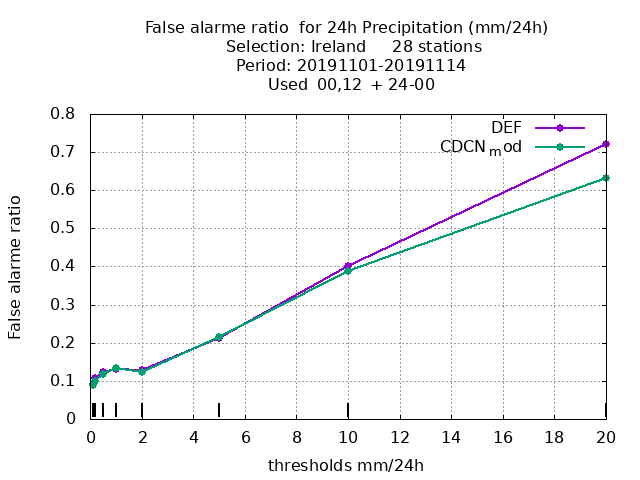 False alarme ratio  for 24h Precipitation (mm/24h)
Selection: Ireland     28 stations
Period: 20191101-20191114
Used  00,12  + 24-00
0.8
0.7
0.6
0.5
0.4
0.3
0.2
0.1
0
False alarme ratio
DEF
CDCNmod
0 2 4 6 8 10 12 14 16 18 20
thresholds mm/24h